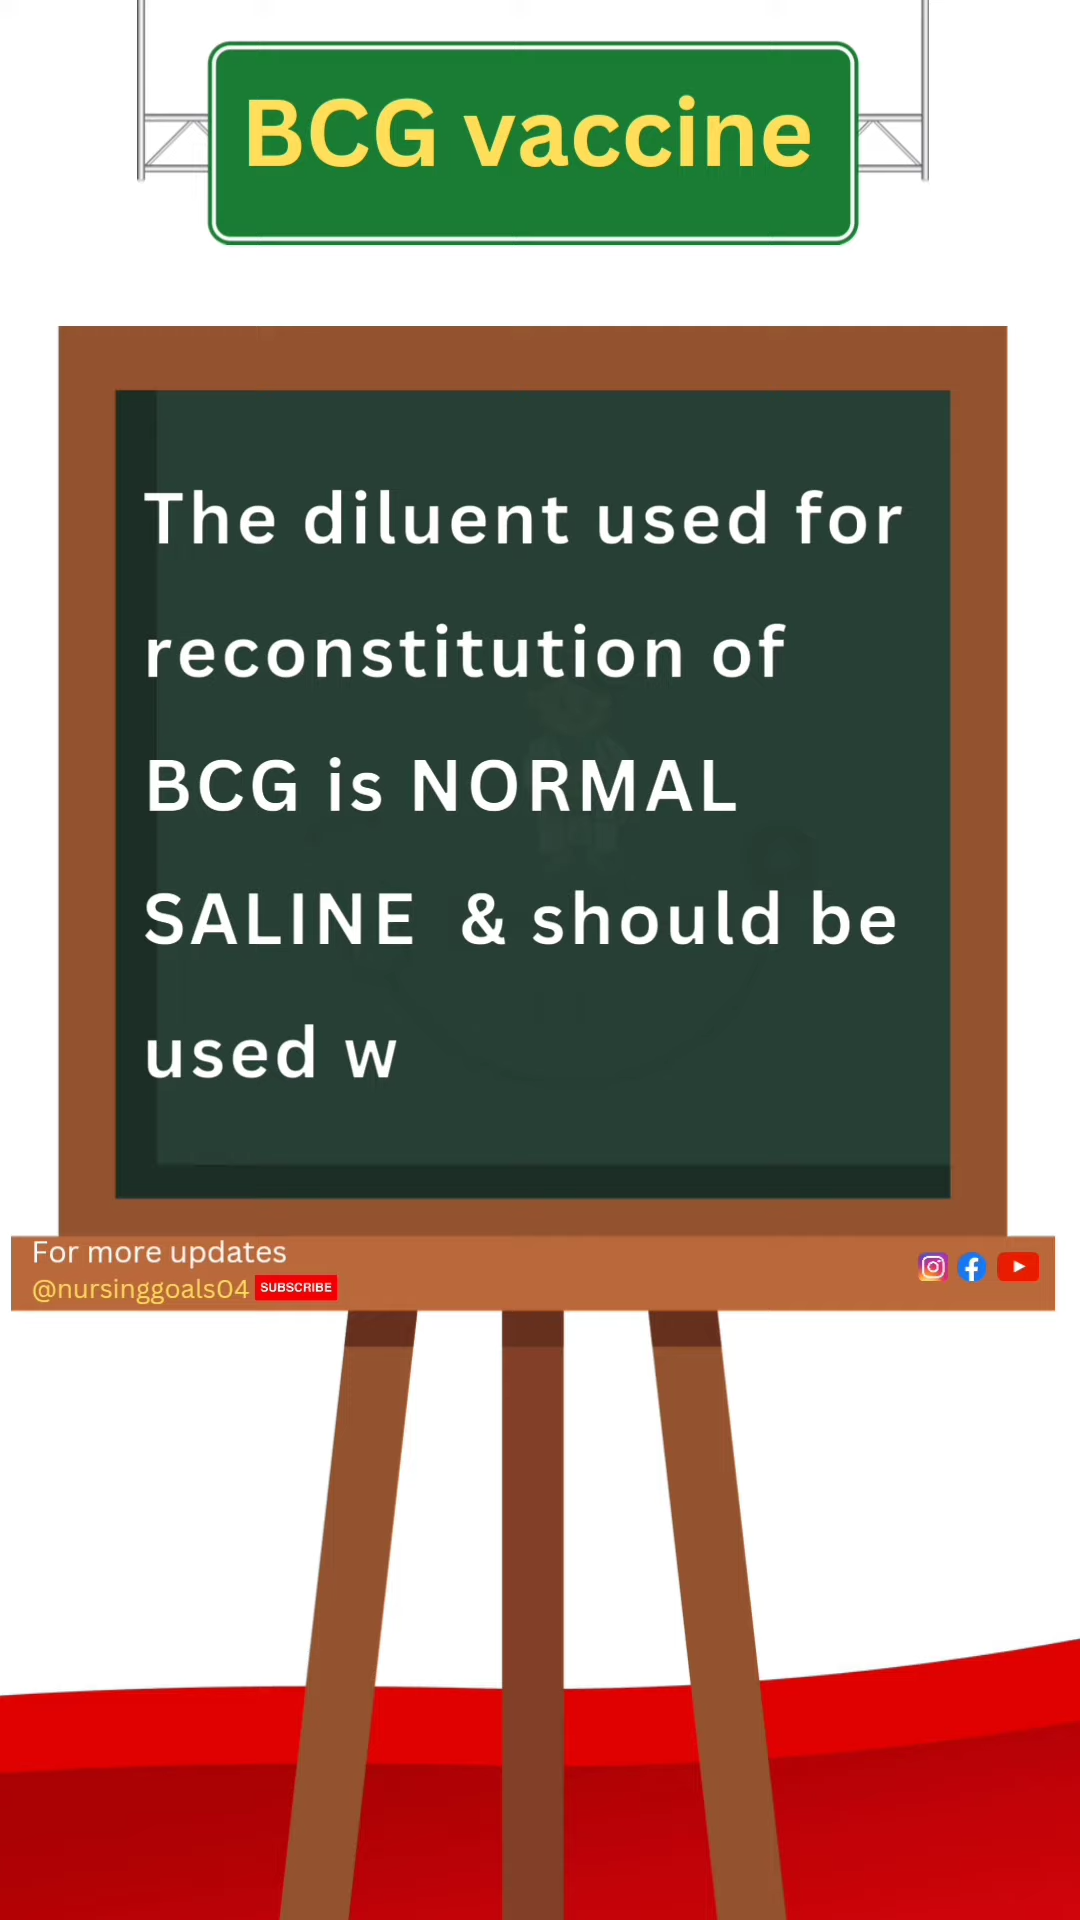 BCG vaccine
The diluent used for
reconstitution of
BCG is NORMAL
SALINE & should be
used w
For more updates
@nursinggoals04 SUBSCRIBE